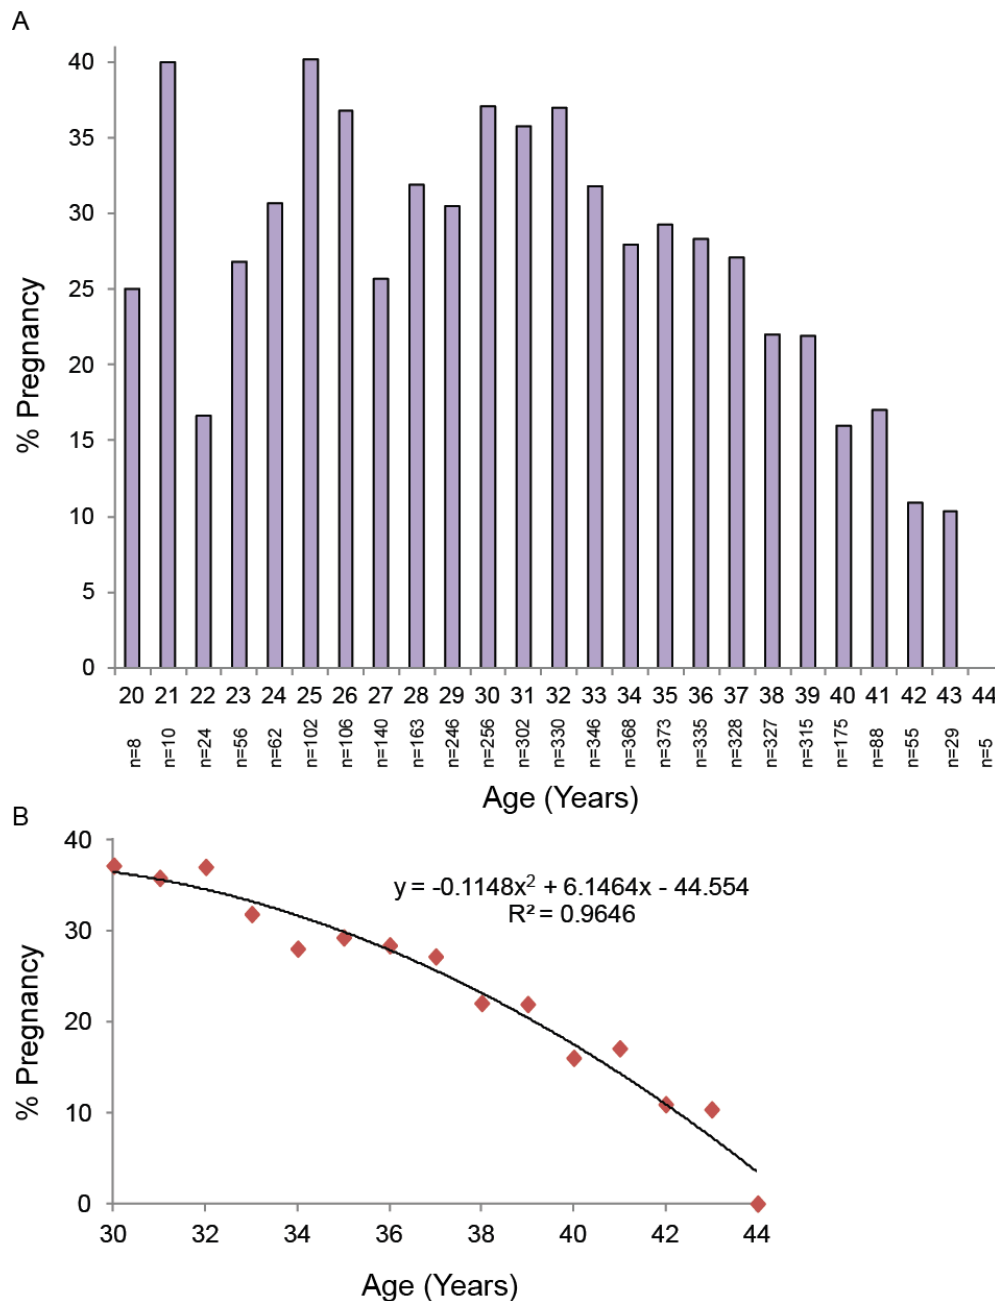 A
40
35
30
25
20
15
10
5
0
% Pregnancy
20 21 22 23 24 25 26 27 28 29 30 31 32 33 34 35 36 37 38 39 40 41 42 43 44
n=8 n=10 n=24 n=56 n=62 n=102 n=106 n=140 n=163 n=246 n=256 n=302 n=330 n=346 n=368 n=373 n=335 n=328 n=327 n=315 n=175 n=88 n=55 n=29 n=5
Age (Years)
B
40
30
20
10
0
% Pregnancy
y = -0.1148x² + 6.1464x - 44.554
R² = 0.9646
30 32 34 36 38 40 42 44
Age (Years)